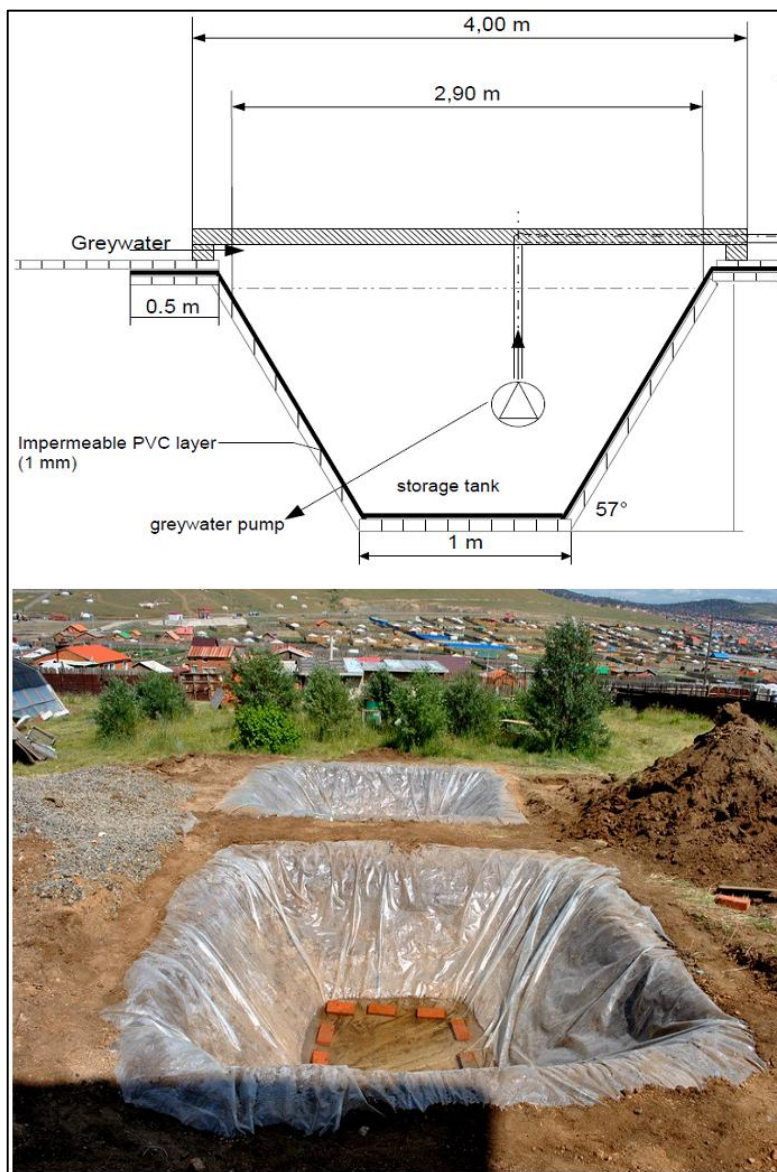 4,00 m
2,90 m
Greywater
0.5 m
Impermeable PVC layer
(1 mm)
storage tank
57°
greywater pump
1 m